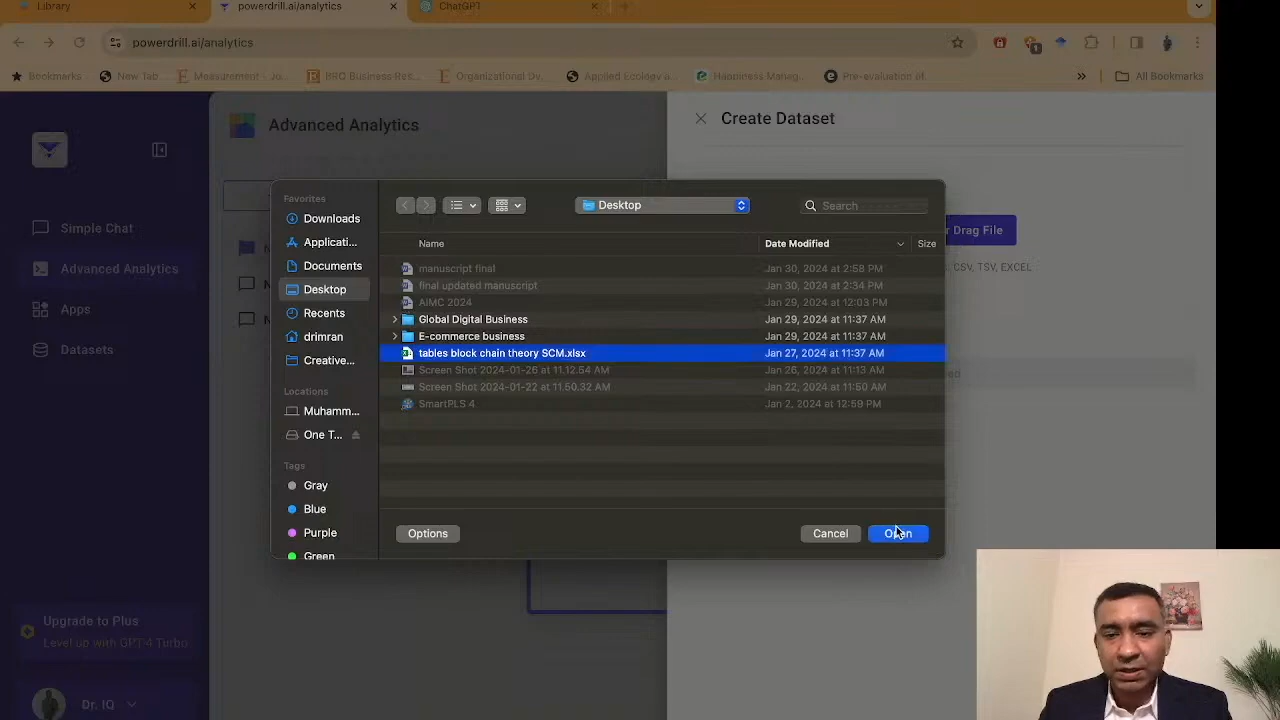 Library
powerdrill.ai/analytics
ChatGPT
powerdrill.ai/analytics
1
Bookmarks
New Tab
Measurement - Jo...
BRQ Business Res...
Organizational Dy...
Applied Ecology a...
Happiness Manag...
Pre-evaluation of...
»
All Bookmarks
Advanced Analytics
Create Dataset
Simple Chat
Advanced Analytics
Apps
Datasets
Upgrade to Plus
Level up with GPT-4 Turbo
Dr. IQ
Drag File
CSV, TSV, EXCEL
Favorites
Downloads
Applicati...
Documents
Desktop
Recents
drimran
Creative...
Locations
Muhamm...
One T...
Tags
Gray
Blue
Purple
Green
Desktop
Search
Name
Date Modified
Size
manuscript final
Jan 30, 2024 at 2:58 PM
final updated manuscript
Jan 30, 2024 at 2:34 PM
AIMC 2024
Jan 29, 2024 at 12:03 PM
Global Digital Business
Jan 29, 2024 at 11:37 AM
E-commerce business
Jan 29, 2024 at 11:37 AM
tables block chain theory SCM.xlsx
Jan 27, 2024 at 11:37 AM
Screen Shot 2024-01-26 at 11.12.54 AM
Jan 26, 2024 at 11:13 AM
Screen Shot 2024-01-22 at 11.50.32 AM
Jan 22, 2024 at 11:50 AM
SmartPLS 4
Jan 2, 2024 at 12:59 PM
Options
Cancel
Open